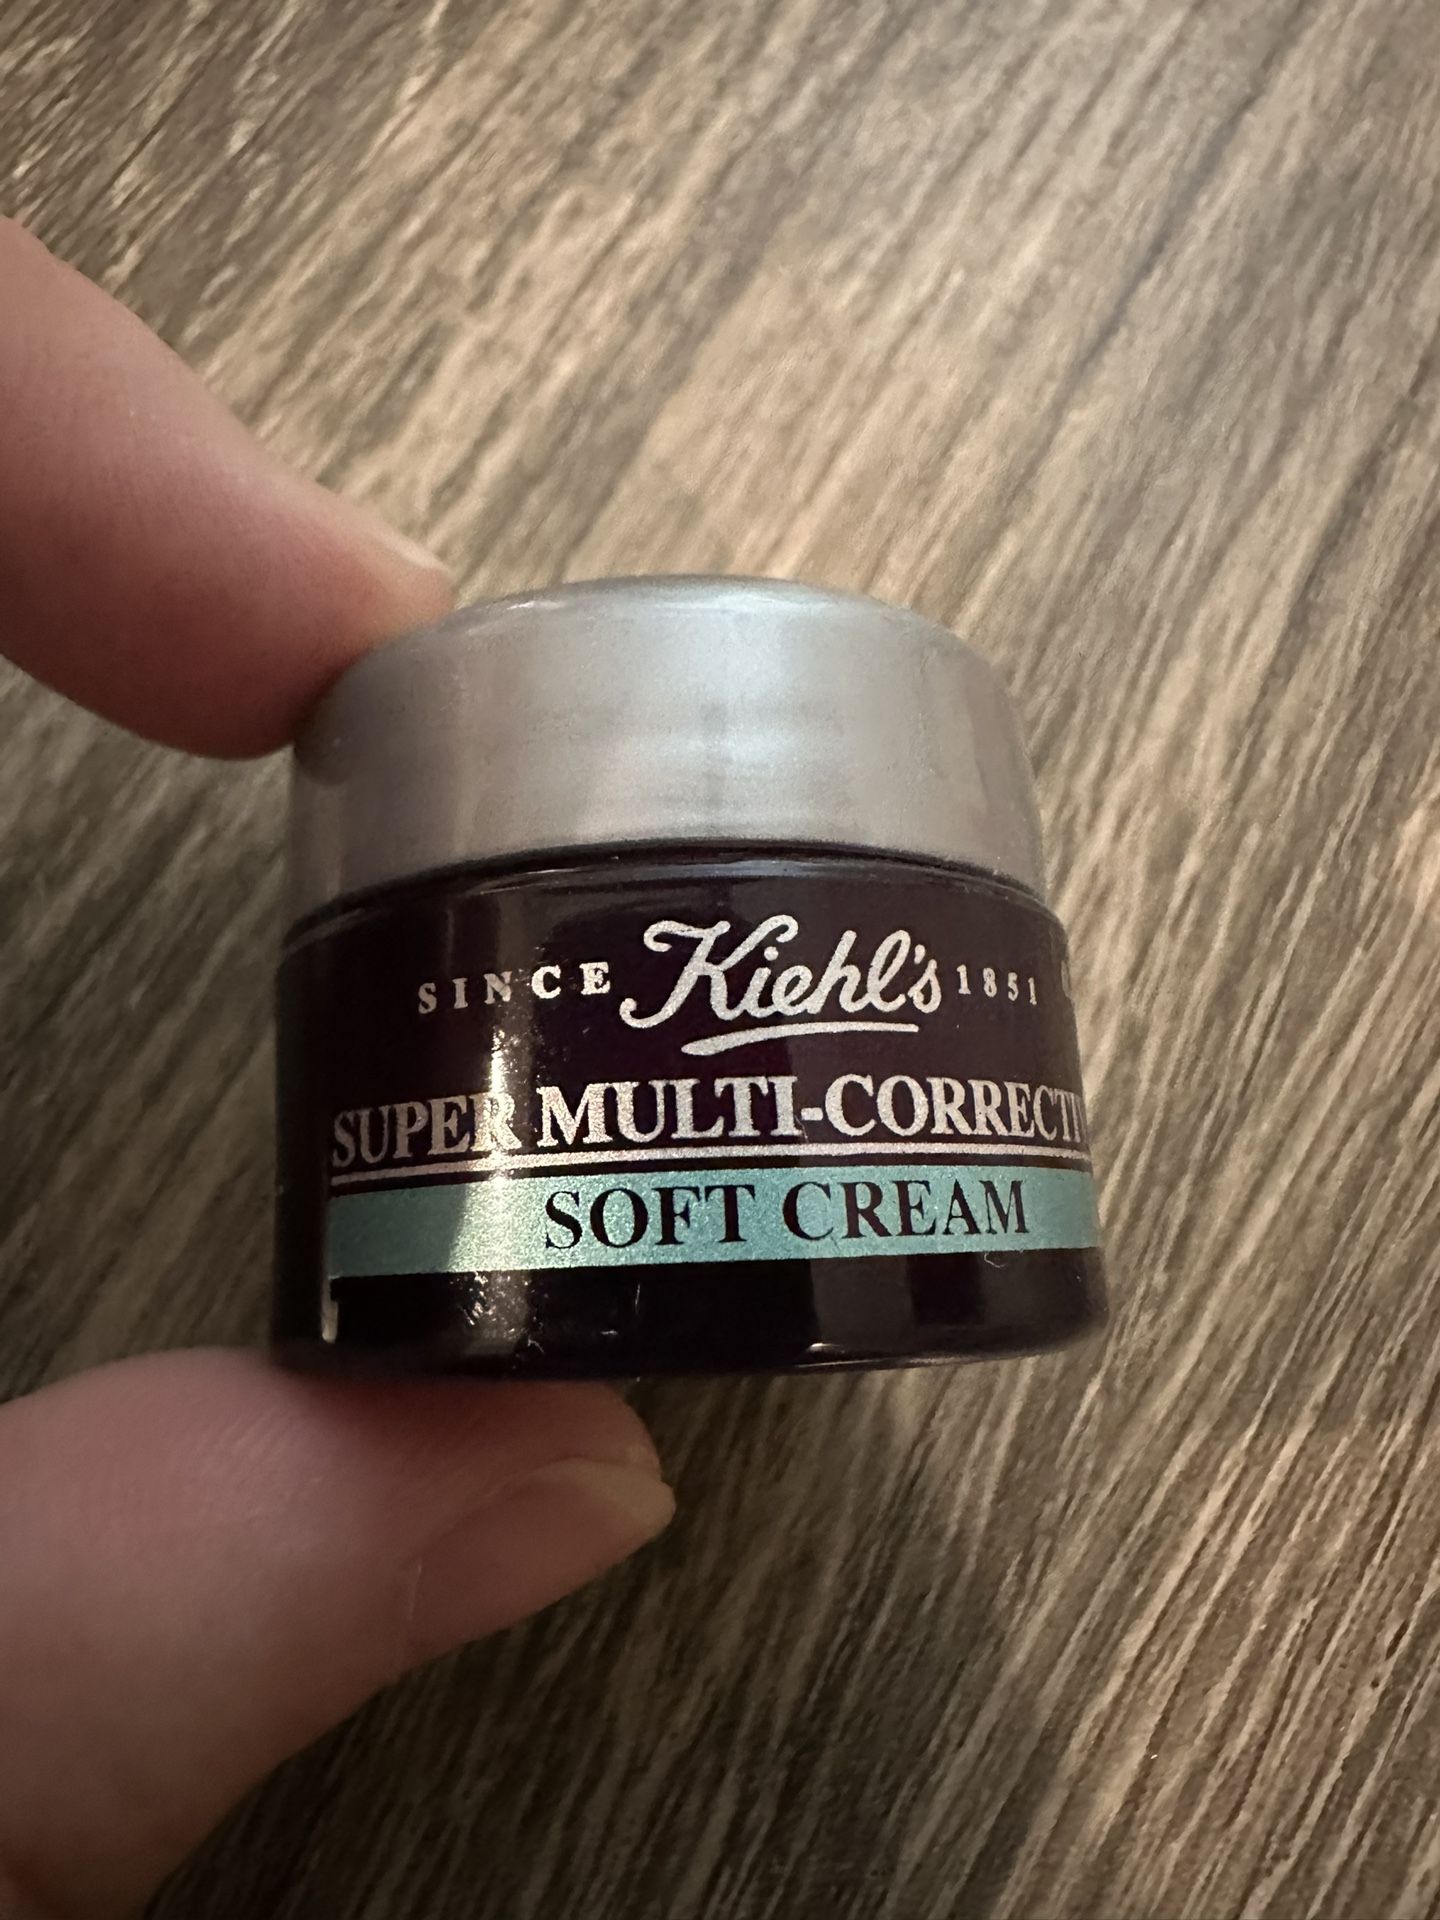 SINCE Kiehl's 1851
SUPER MULTI-CORRECTI
SOFT CREAM